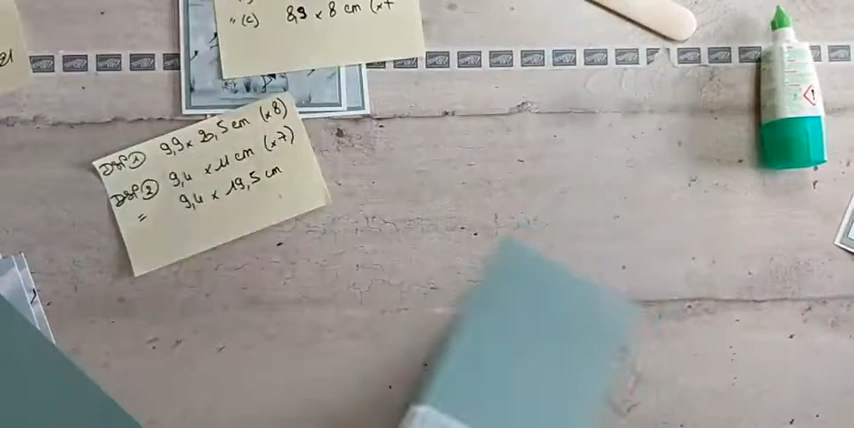 "(c) 8,9 x 8 cm (x7
DSP① 9,9 x 20,5 cm (x8)
DSP② 9,4 x 11 cm (x7)
" 9,4 x 19,5 cm